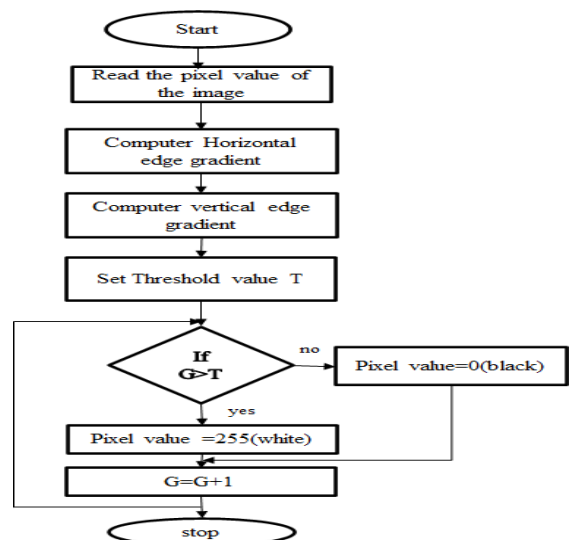 Start
Read the pixel value of
the image
Computer Horizontal
edge gradient
Computer vertical edge
gradient
Set Threshold value T
If
G>T
no
Pixel value=0(black)
yes
Pixel value =255(white)
G=G+1
stop